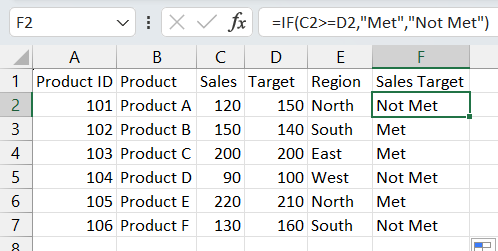 F2 fx =IF(C2>=D2,"Met","Not Met")
A B C D E F
1 Product ID Product Sales Target Region Sales Target
2 101 Product A 120 150 North Not Met
3 102 Product B 150 140 South Met
4 103 Product C 200 200 East Met
5 104 Product D 90 100 West Not Met
6 105 Product E 220 210 North Met
7 106 Product F 130 160 South Not Met
8